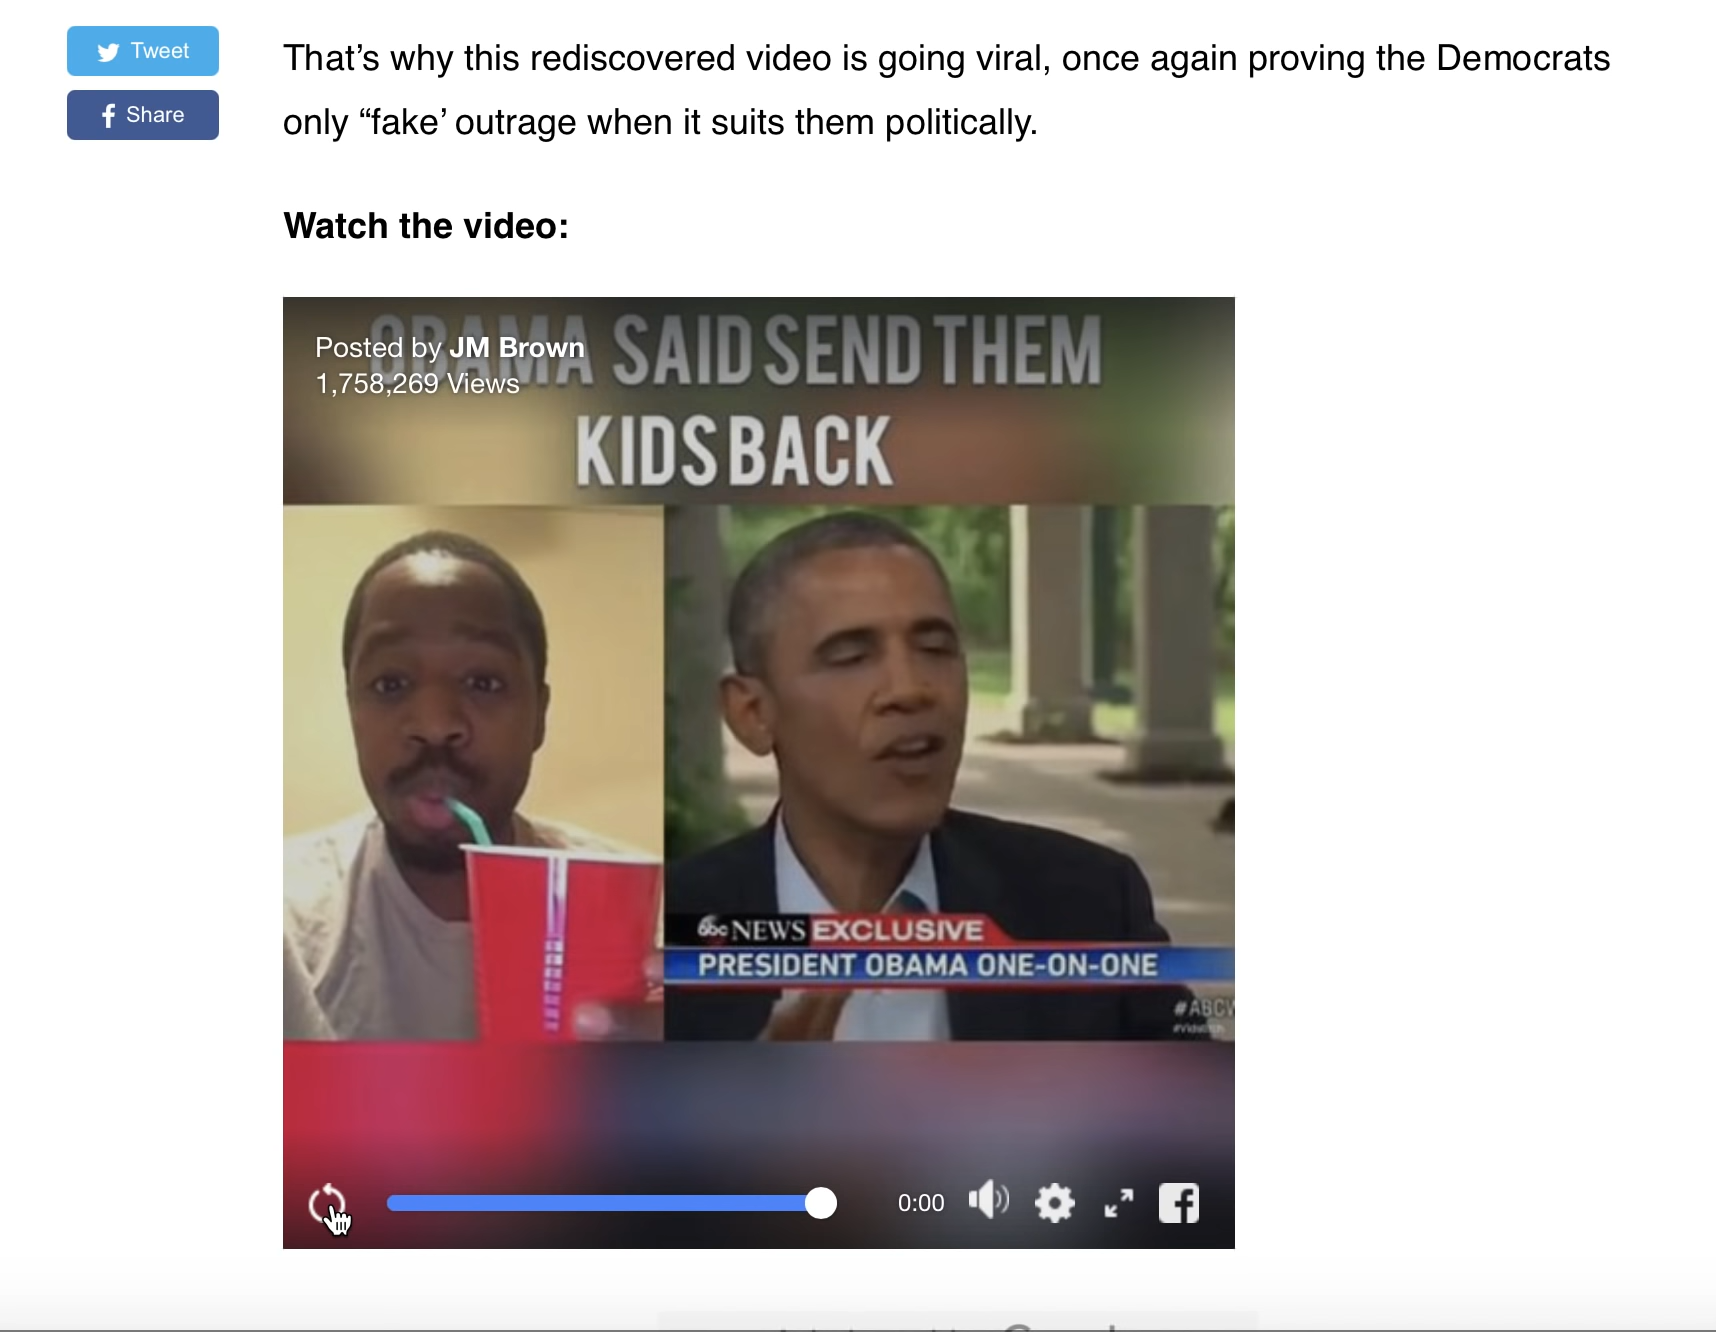 Tweet
Share
That’s why this rediscovered video is going viral, once again proving the Democrats
only “fake’ outrage when it suits them politically.
Watch the video:
OBAMA SAID SEND THEM
KIDS BACK
Posted by JM Brown
1,758,269 Views
abc NEWS EXCLUSIVE
PRESIDENT OBAMA ONE-ON-ONE
#ABCW
0:00